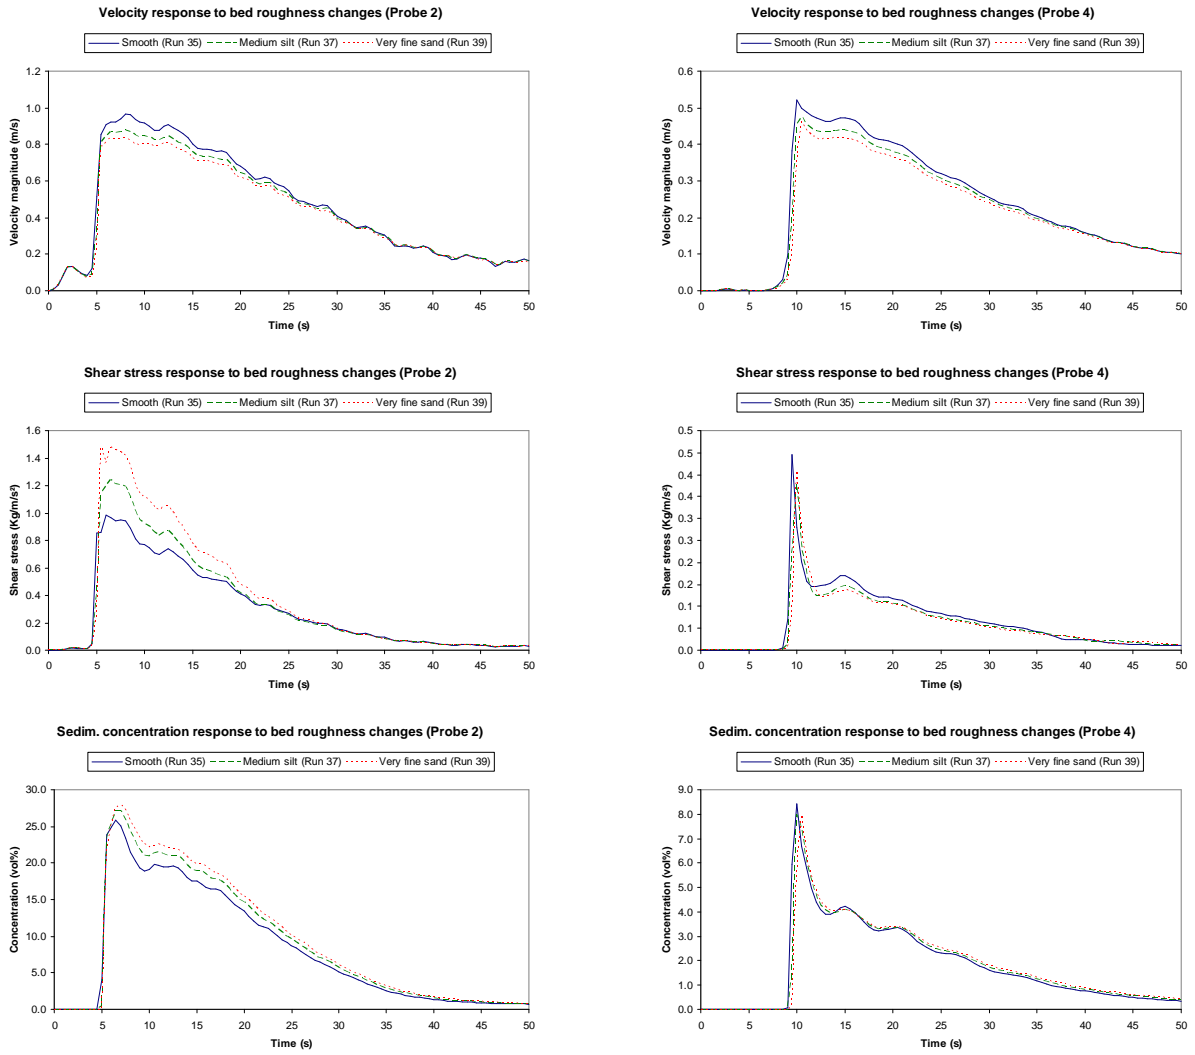 Velocity response to bed roughness changes (Probe 2)
Smooth (Run 35) Medium silt (Run 37) Very fine sand (Run 39)
Velocity magnitude (m/s)
1.2
1.0
0.8
0.6
0.4
0.2
0.0
0 5 10 15 20 25 30 35 40 45 50
Time (s)
Velocity response to bed roughness changes (Probe 4)
Smooth (Run 35) Medium silt (Run 37) Very fine sand (Run 39)
Velocity magnitude (m/s)
0.6
0.5
0.4
0.3
0.2
0.1
0.0
0 5 10 15 20 25 30 35 40 45 50
Time (s)
Shear stress response to bed roughness changes (Probe 2)
Smooth (Run 35) Medium silt (Run 37) Very fine sand (Run 39)
Shear stress (Kg/m/s²)
1.6
1.4
1.2
1.0
0.8
0.6
0.4
0.2
0.0
0 5 10 15 20 25 30 35 40 45 50
Time (s)
Shear stress response to bed roughness changes (Probe 4)
Smooth (Run 35) Medium silt (Run 37) Very fine sand (Run 39)
Shear stress (Kg/m/s²)
0.5
0.4
0.4
0.3
0.3
0.2
0.2
0.1
0.1
0.0
0 5 10 15 20 25 30 35 40 45 50
Time (s)
Sedim. concentration response to bed roughness changes (Probe 2)
Smooth (Run 35) Medium silt (Run 37) Very fine sand (Run 39)
Concentration (vol%)
30.0
25.0
20.0
15.0
10.0
5.0
0.0
0 5 10 15 20 25 30 35 40 45 50
Time (s)
Sedim. concentration response to bed roughness changes (Probe 4)
Smooth (Run 35) Medium silt (Run 37) Very fine sand (Run 39)
Concentration (vol%)
9.0
8.0
7.0
6.0
5.0
4.0
3.0
2.0
1.0
0.0
0 5 10 15 20 25 30 35 40 45 50
Time (s)